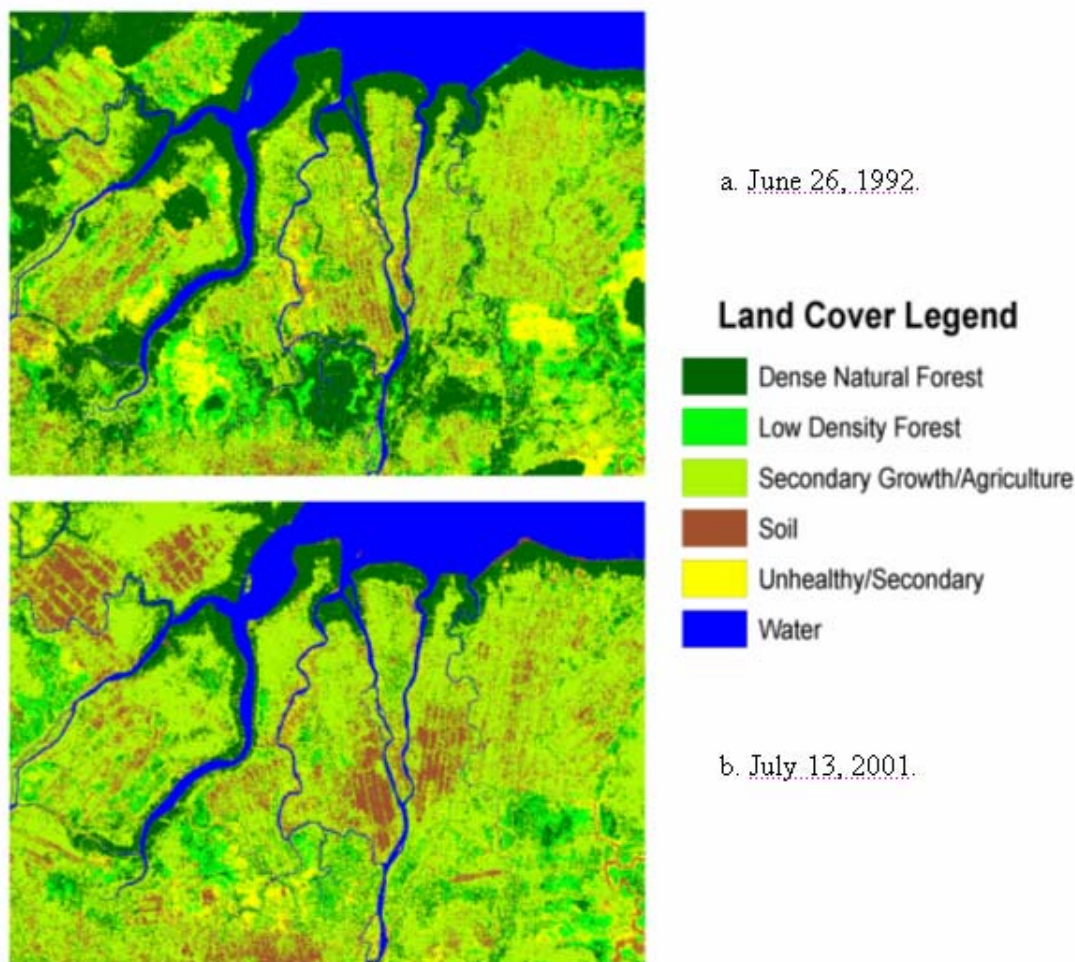 a. June 26, 1992.
Land Cover Legend
Dense Natural Forest
Low Density Forest
Secondary Growth/Agriculture
Soil
Unhealthy/Secondary
Water
b. July 13, 2001.